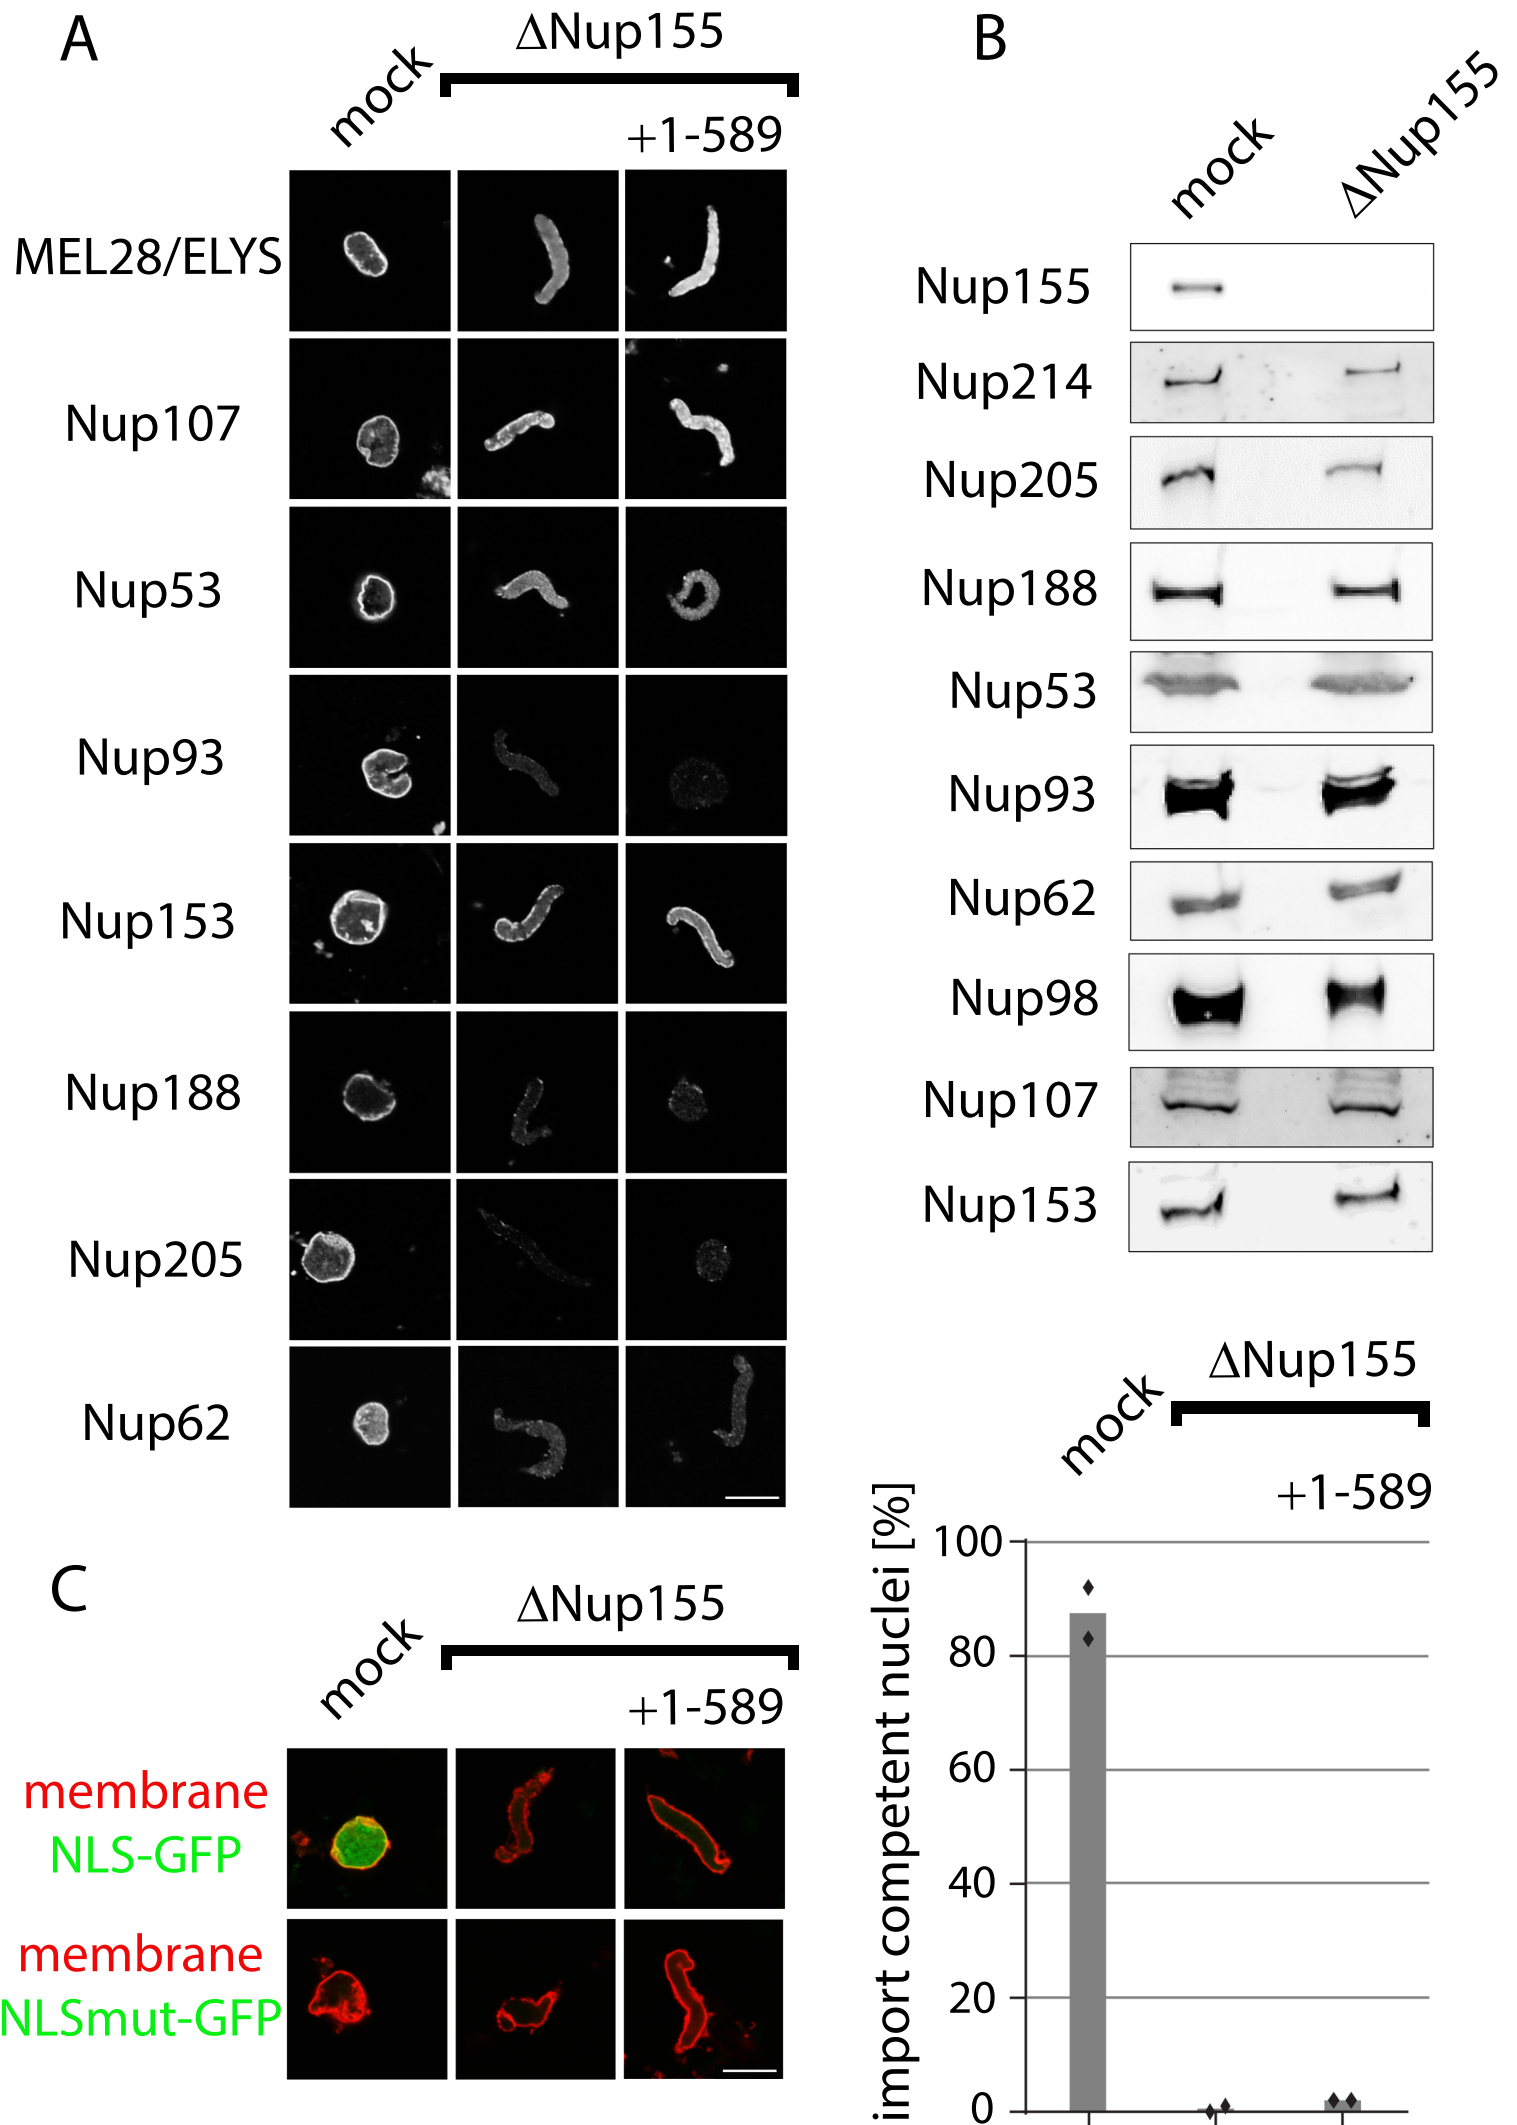 A
mock
ΔNup155
+1-589
MEL28/ELYS
Nup107
Nup53
Nup93
Nup153
Nup188
Nup205
Nup62
B
mock
ΔNup155
Nup155
Nup214
Nup205
Nup188
Nup53
Nup93
Nup62
Nup98
Nup107
Nup153
C
mock
ΔNup155
+1-589
membrane
NLS-GFP
membrane
NLSmut-GFP
mock
ΔNup155
+1-589
import competent nuclei [%]
100
80
60
40
20
0